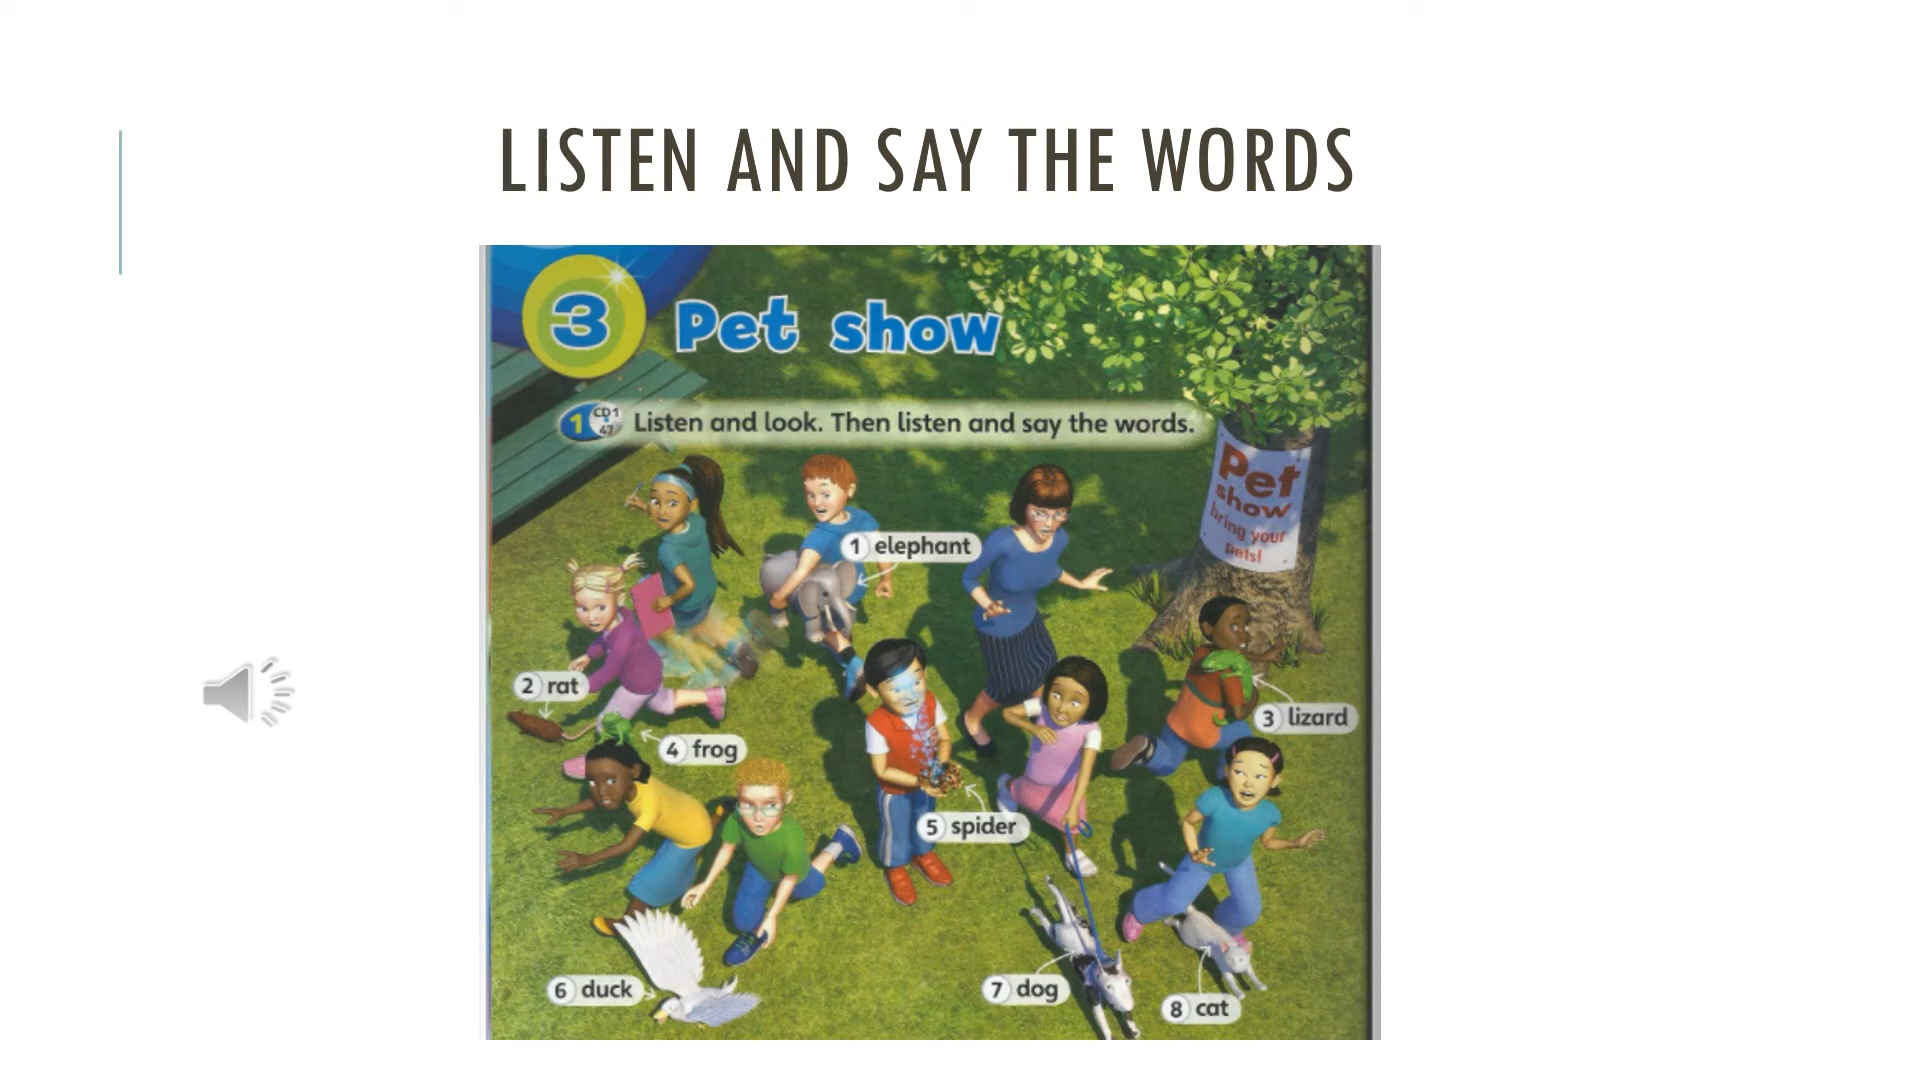 LISTEN AND SAY THE WORDS
3 Pet show
1 CD1 47 Listen and look. Then listen and say the words.
Pet
show
bring your
pets!
1 elephant
2 rat
3 lizard
4 frog
5 spider
6 duck
7 dog
8 cat